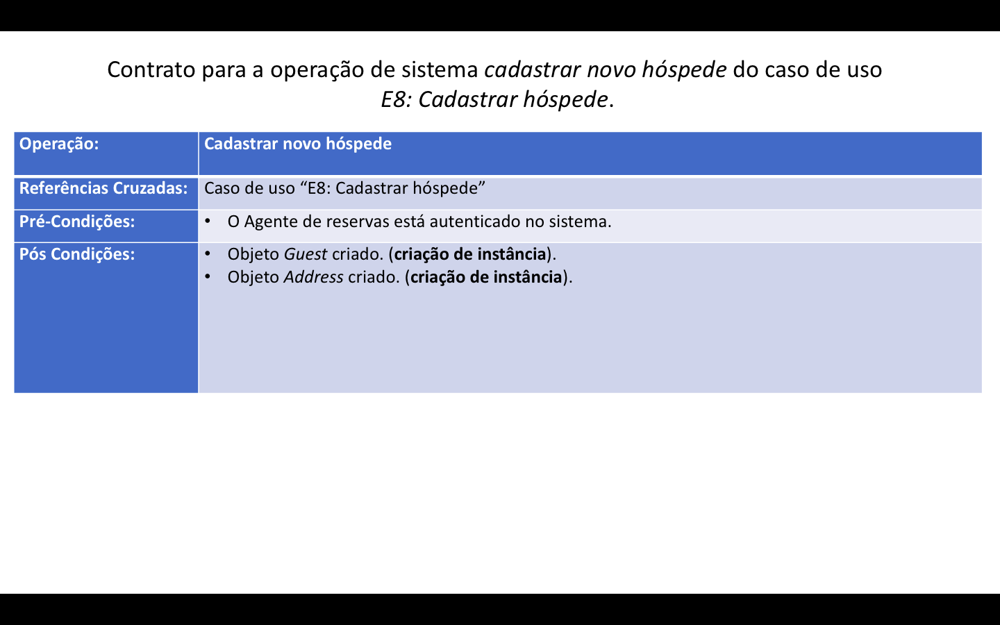 Contrato para a operação de sistema cadastrar novo hóspede do caso de uso
E8: Cadastrar hóspede.
Operação:
Cadastrar novo hóspede
Referências Cruzadas:
Caso de uso “E8: Cadastrar hóspede”
Pré-Condições:
• O Agente de reservas está autenticado no sistema.
Pós Condições:
• Objeto Guest criado. (criação de instância).
• Objeto Address criado. (criação de instância).